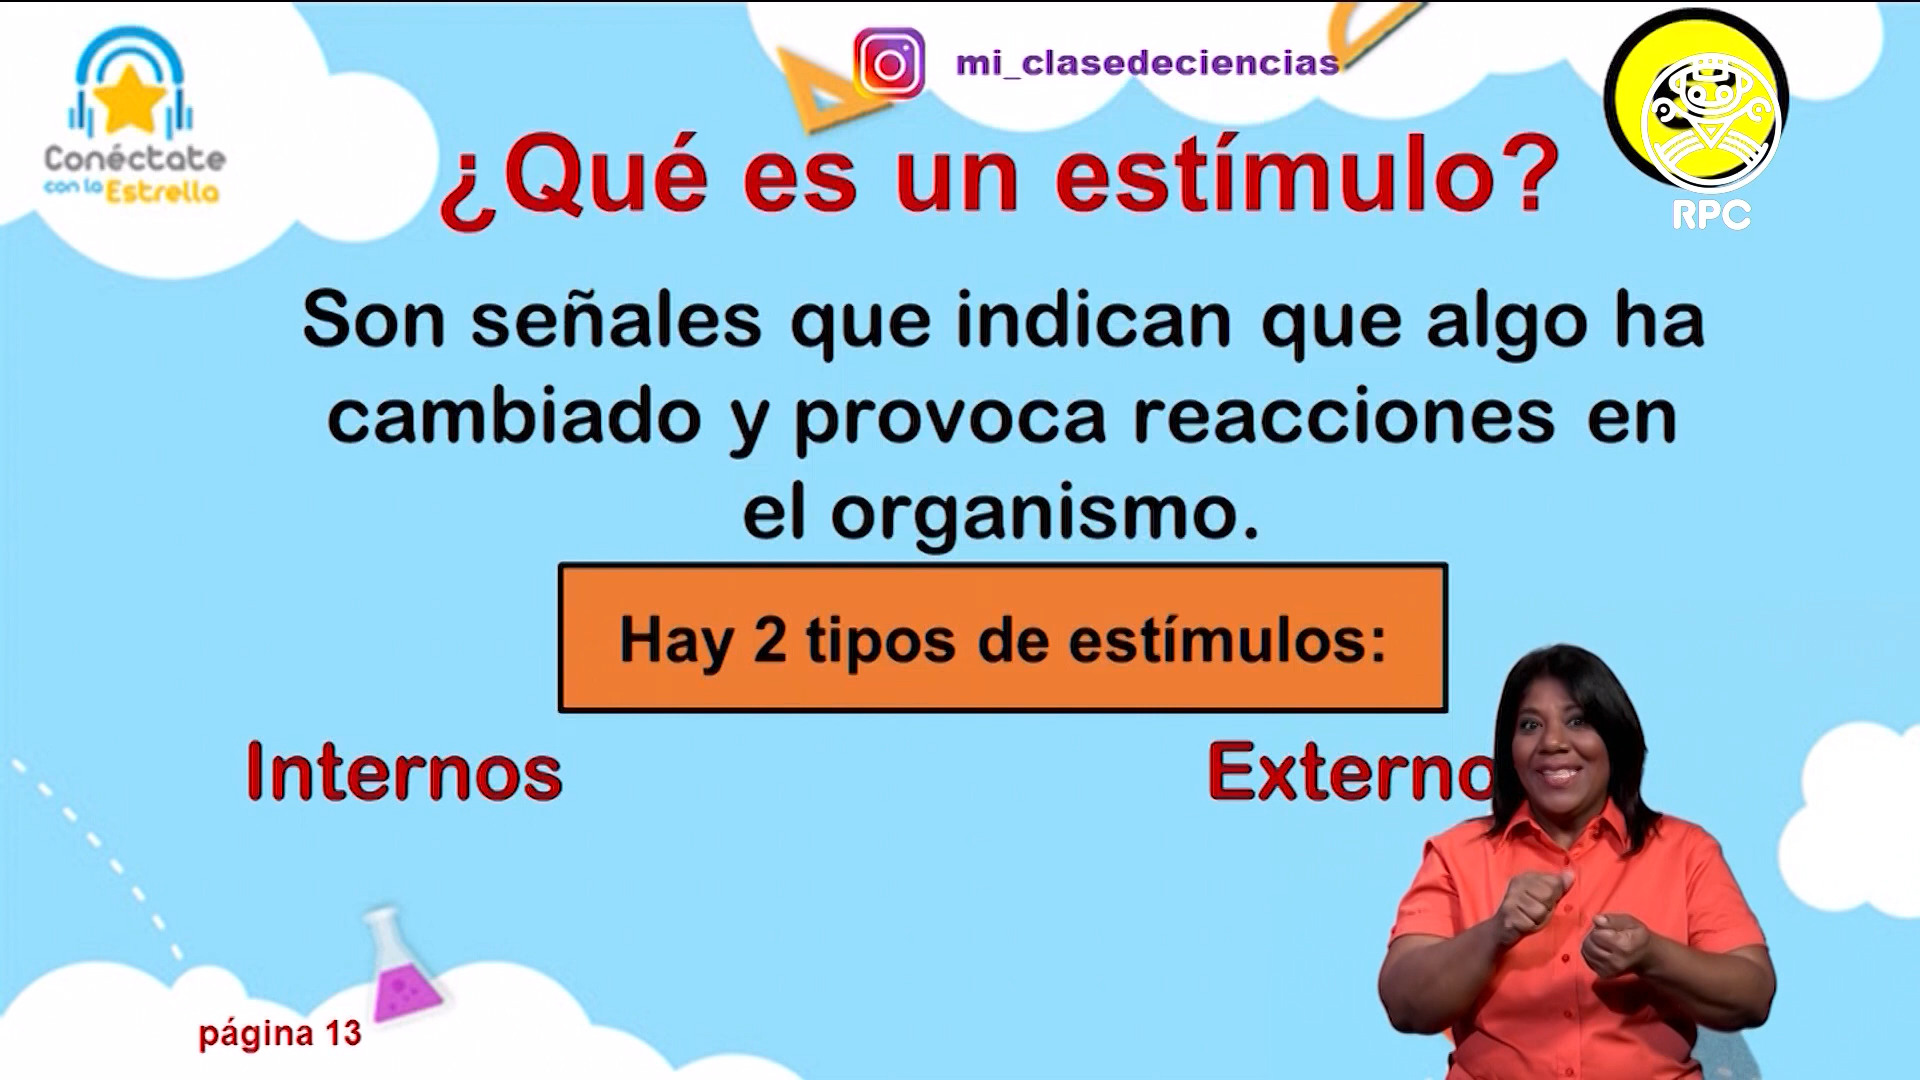 mi_clasedeciencias
Conéctate
con la Estrella
RPC
¿Qué es un estímulo?
Son señales que indican que algo ha
cambiado y provoca reacciones en
el organismo.
Hay 2 tipos de estímulos:
Internos
Externo
página 13